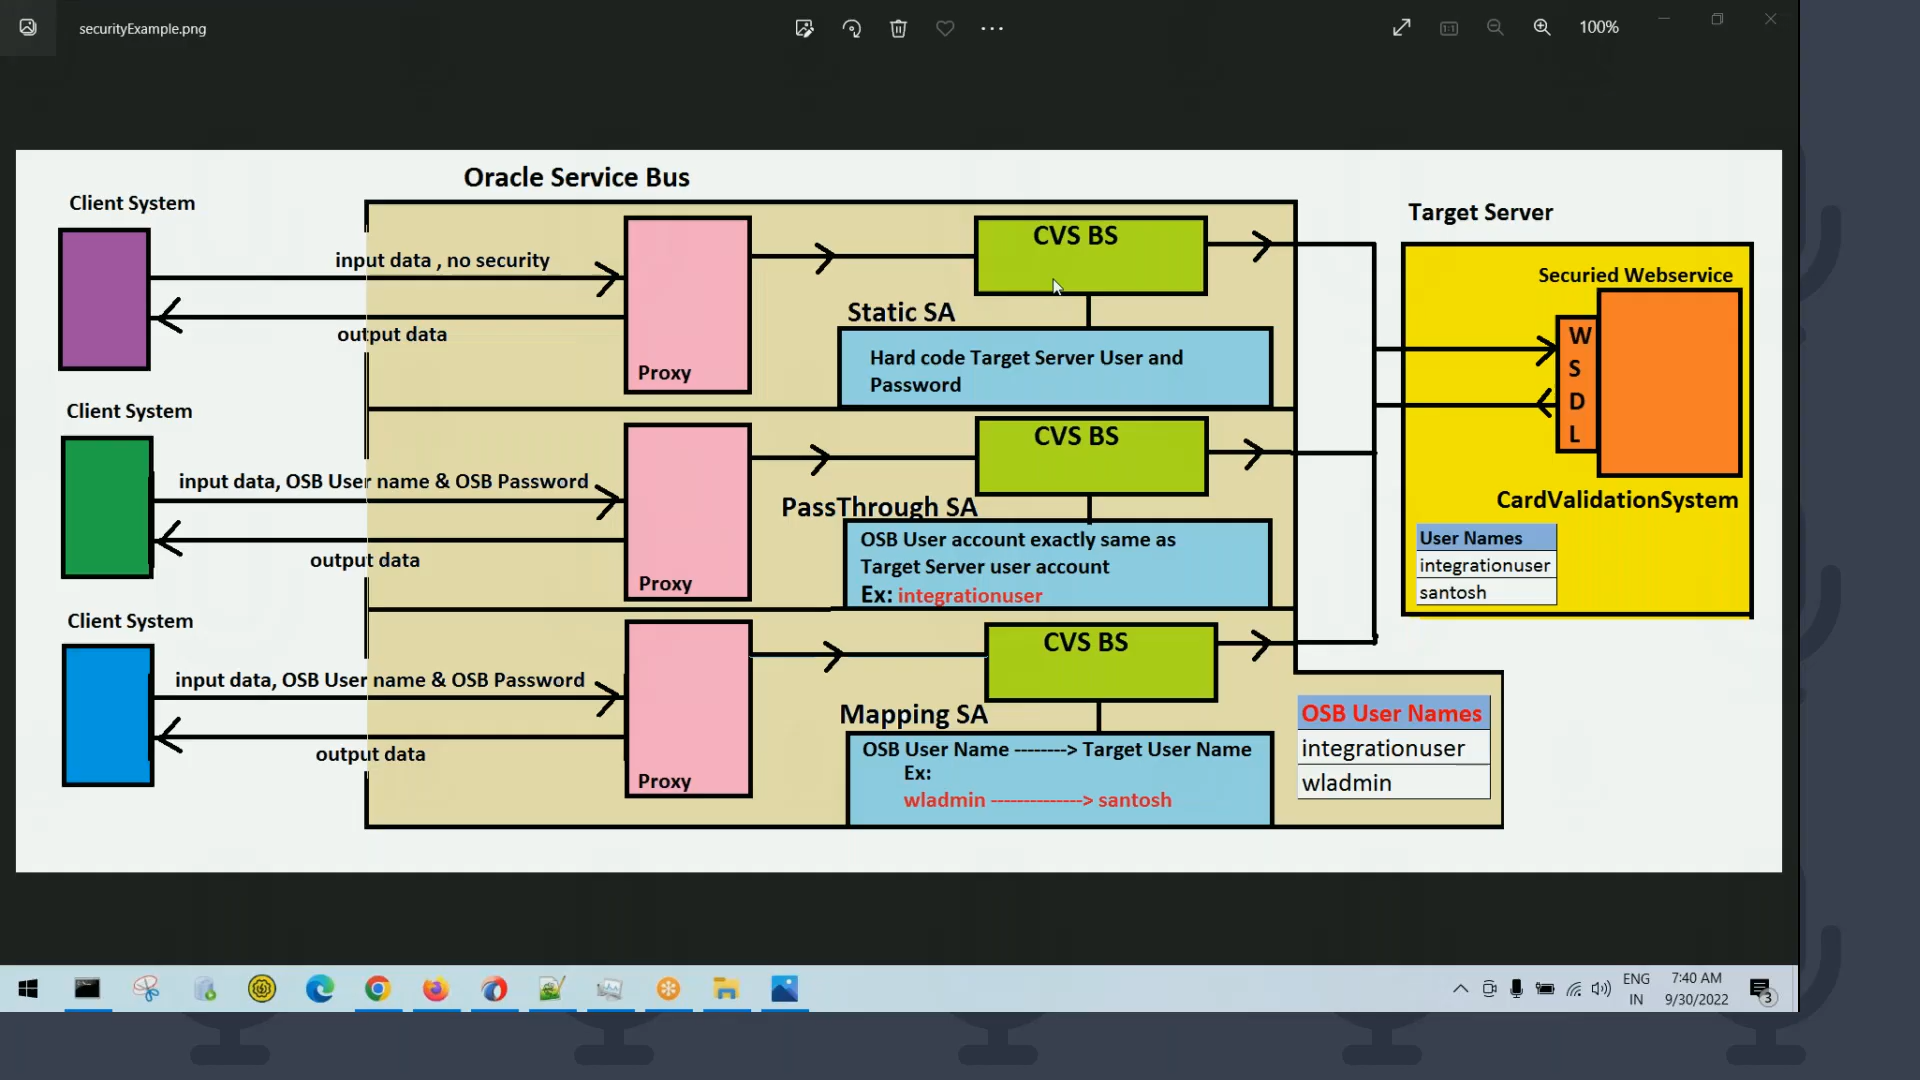 securityExample.png
100%
Oracle Service Bus
Client System
input data , no security
output data
Proxy
CVS BS
Static SA
Hard code Target Server User and
Password
Client System
input data, OSB User name & OSB Password
output data
Proxy
CVS BS
PassThrough SA
OSB User account exactly same as
Target Server user account
Ex: integrationuser
Client System
input data, OSB User name & OSB Password
output data
Proxy
CVS BS
Mapping SA
OSB User Name --------> Target User Name
Ex:
wladmin --------------> santosh
OSB User Names
integrationuser
wladmin
Target Server
Securied Webservice
W
S
D
L
CardValidationSystem
User Names
integrationuser
santosh
ENG
IN
7:40 AM
9/30/2022
3